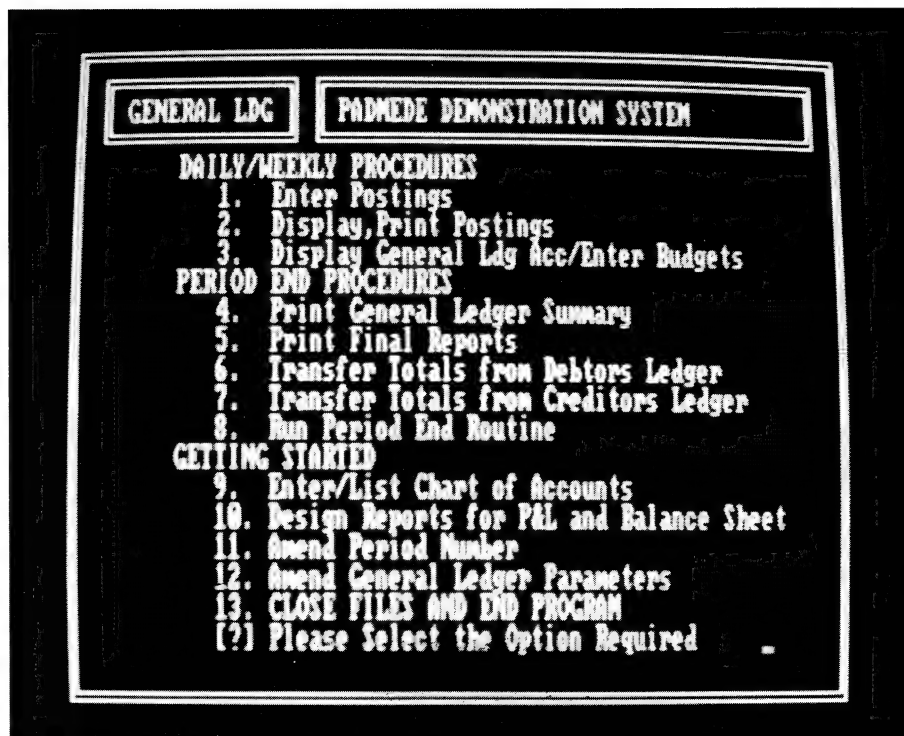 GENERAL LDG
PADMEDE DEMONSTRATION SYSTEM
DAILY/WEEKLY PROCEDURES
1. Enter Postings
2. Display,Print Postings
3. Display General Ldg Acc/Enter Budgets
PERIOD END PROCEDURES
4. Print General Ledger Summary
5. Print Final Reports
6. Transfer Totals from Debtors Ledger
7. Transfer Totals from Creditors Ledger
8. Run Period End Routine
GETTING STARTED
9. Enter/List Chart of Accounts
10. Design Reports for P&L and Balance Sheet
11. Amend Period Number
12. Amend General Ledger Parameters
13. CLOSE FILES AND END PROGRAM
[?] Please Select the Option Required